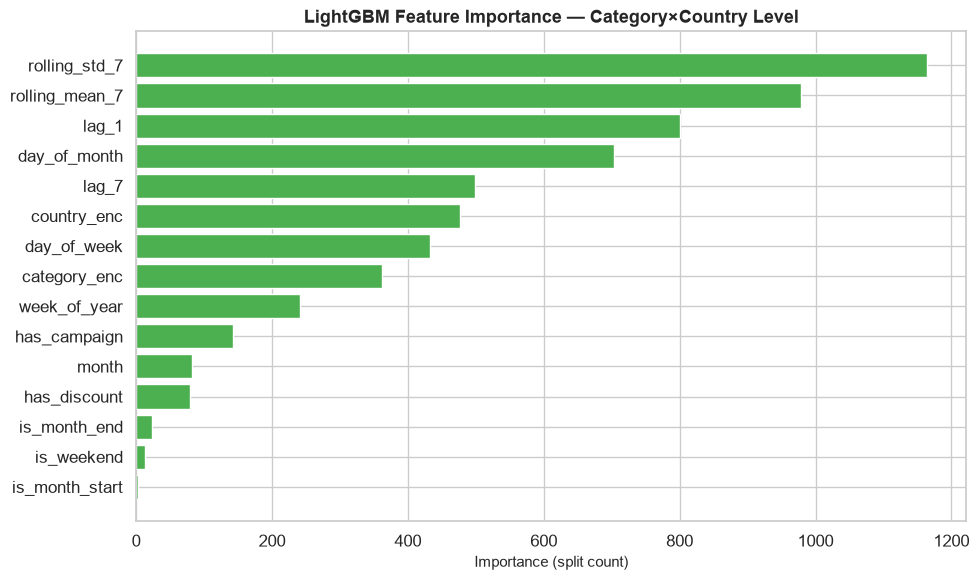 LightGBM Feature Importance — Category×Country Level
rolling_std_7
rolling_mean_7
lag_1
day_of_month
lag_7
country_enc
day_of_week
category_enc
week_of_year
has_campaign
month
has_discount
is_month_end
is_weekend
is_month_start
0 200 400 600 800 1000 1200
Importance (split count)